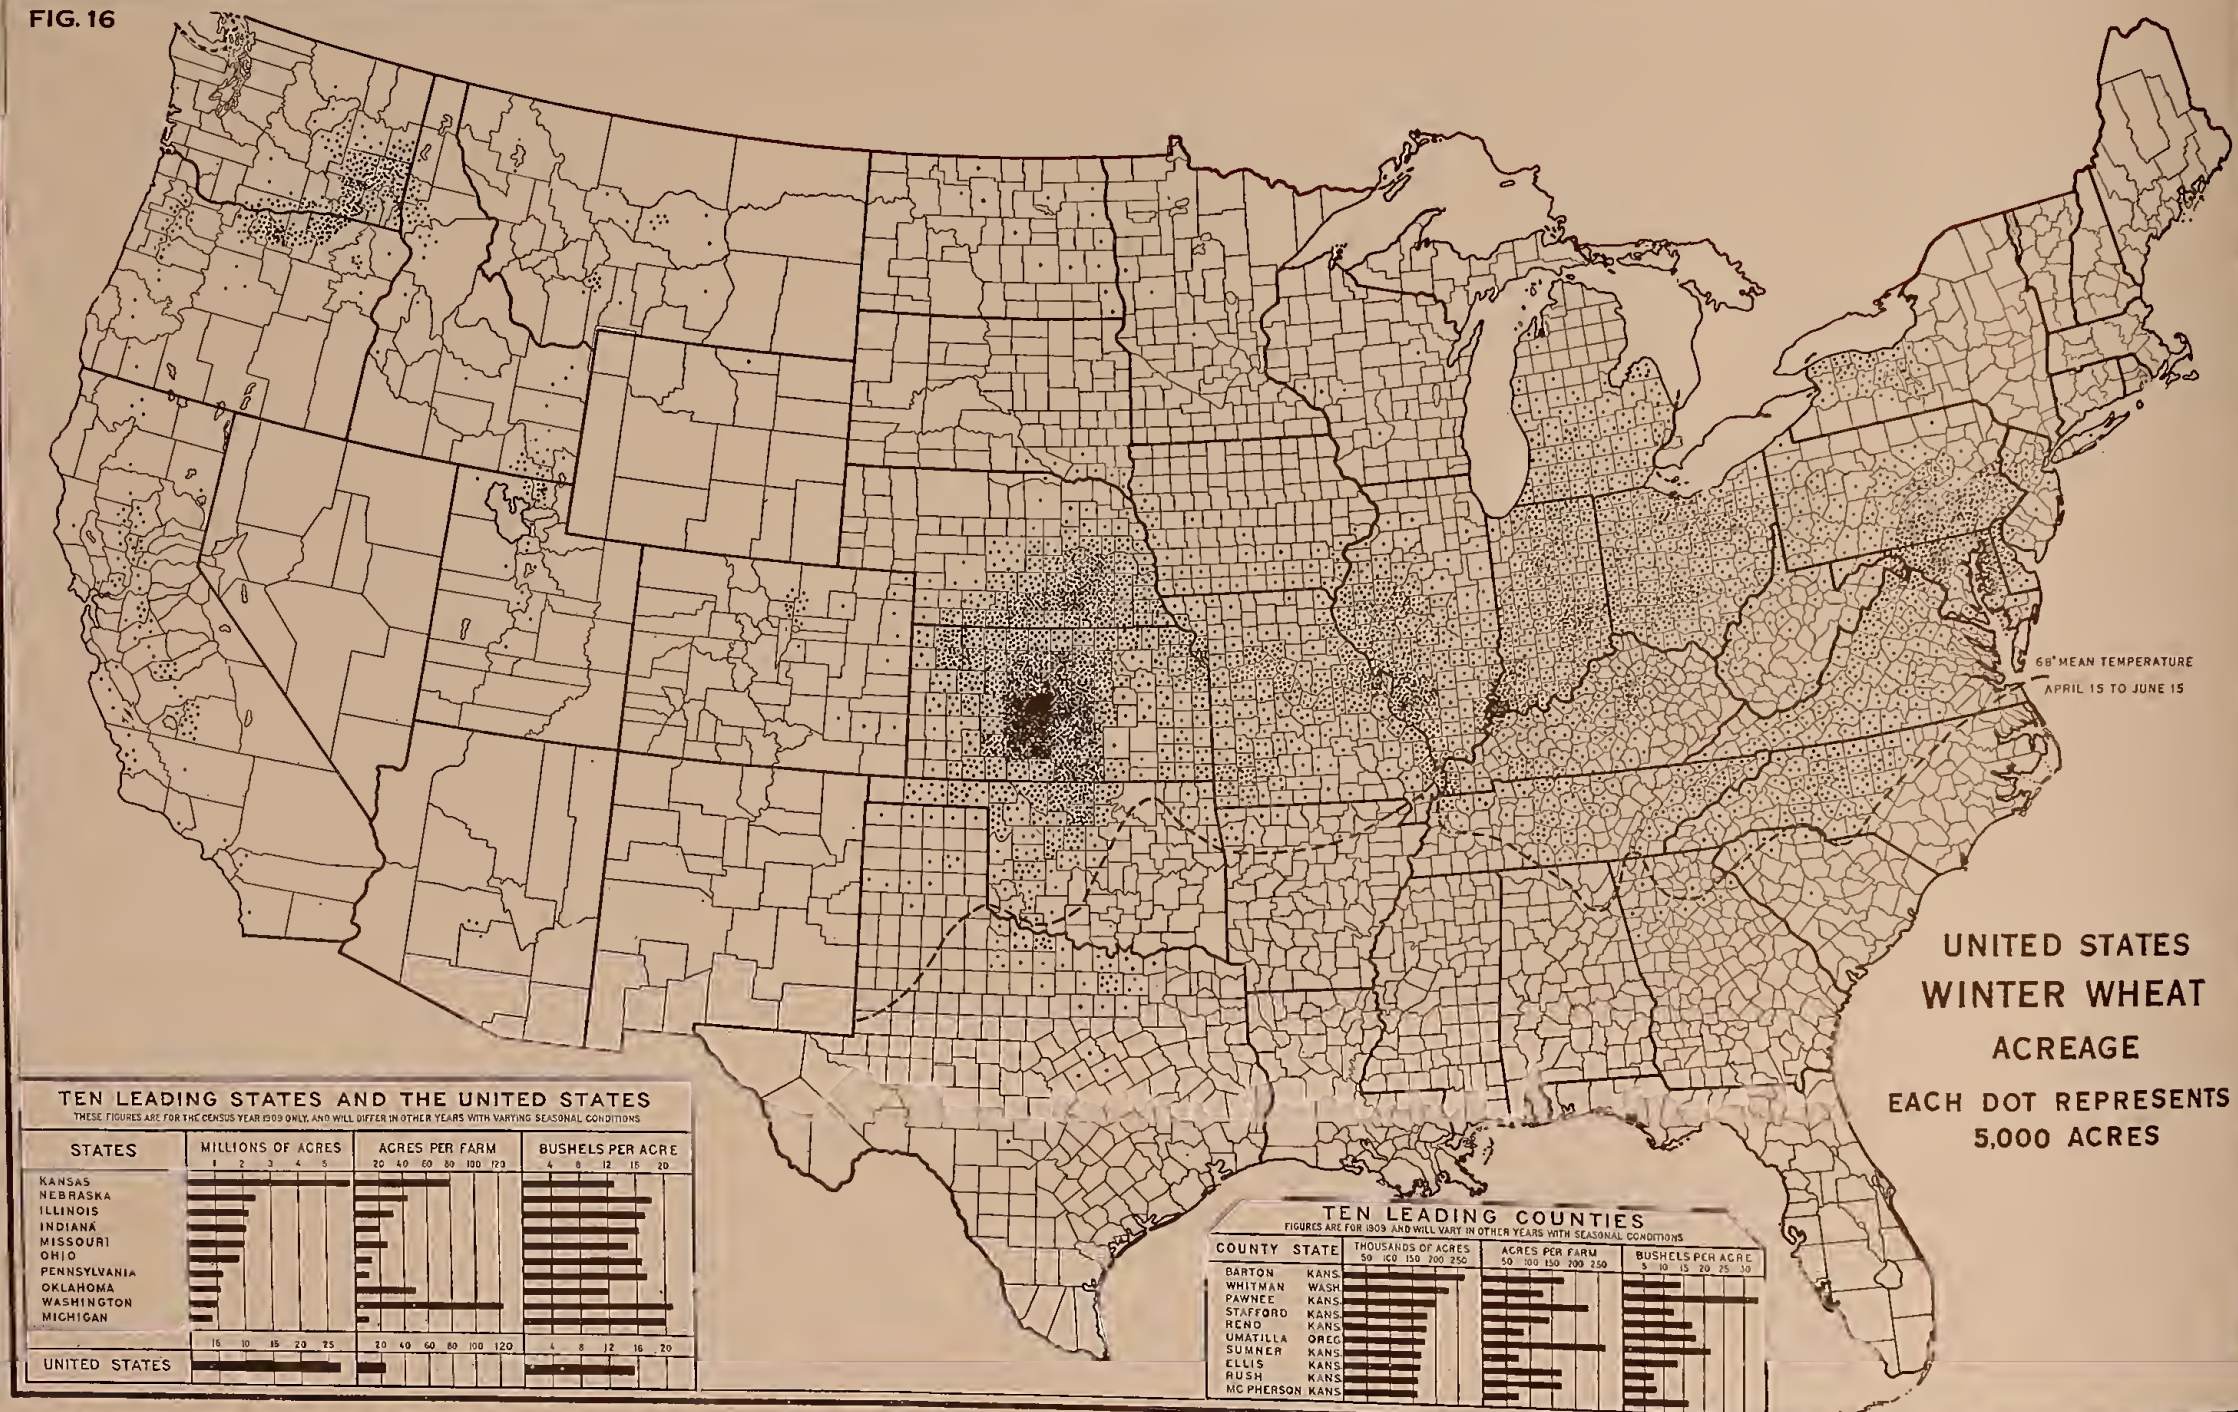 FIG. 16
68° MEAN TEMPERATURE
APRIL 15 TO JUNE 15
UNITED STATES
WINTER WHEAT
ACREAGE
EACH DOT REPRESENTS
5,000 ACRES
TEN LEADING STATES AND THE UNITED STATES
THESE FIGURES ARE FOR THE CENSUS YEAR 1909 ONLY, AND WILL DIFFER IN OTHER YEARS WITH VARYING SEASONAL CONDITIONS
STATES MILLIONS OF ACRES ACRES PER FARM BUSHELS PER ACRE
1 2 3 4 5 20 40 60 80 100 120 4 8 12 16 20
KANSAS
NEBRASKA
ILLINOIS
INDIANA
MISSOURI
OHIO
PENNSYLVANIA
OKLAHOMA
WASHINGTON
MICHIGAN
10 15 20 25 20 40 60 80 100 120 4 8 12 16 20
UNITED STATES
TEN LEADING COUNTIES
FIGURES ARE FOR 1909 AND WILL VARY IN OTHER YEARS WITH SEASONAL CONDITIONS
COUNTY STATE THOUSANDS OF ACRES ACRES PER FARM BUSHELS PER ACRE
50 100 150 200 250 50 100 150 200 250 5 10 15 20 25 30
BARTON KANS.
WHITMAN WASH.
PAWNEE KANS.
STAFFORD KANS.
RENO KANS.
UMATILLA OREG.
SUMNER KANS.
ELLIS KANS.
RUSH KANS.
MC PHERSON KANS.